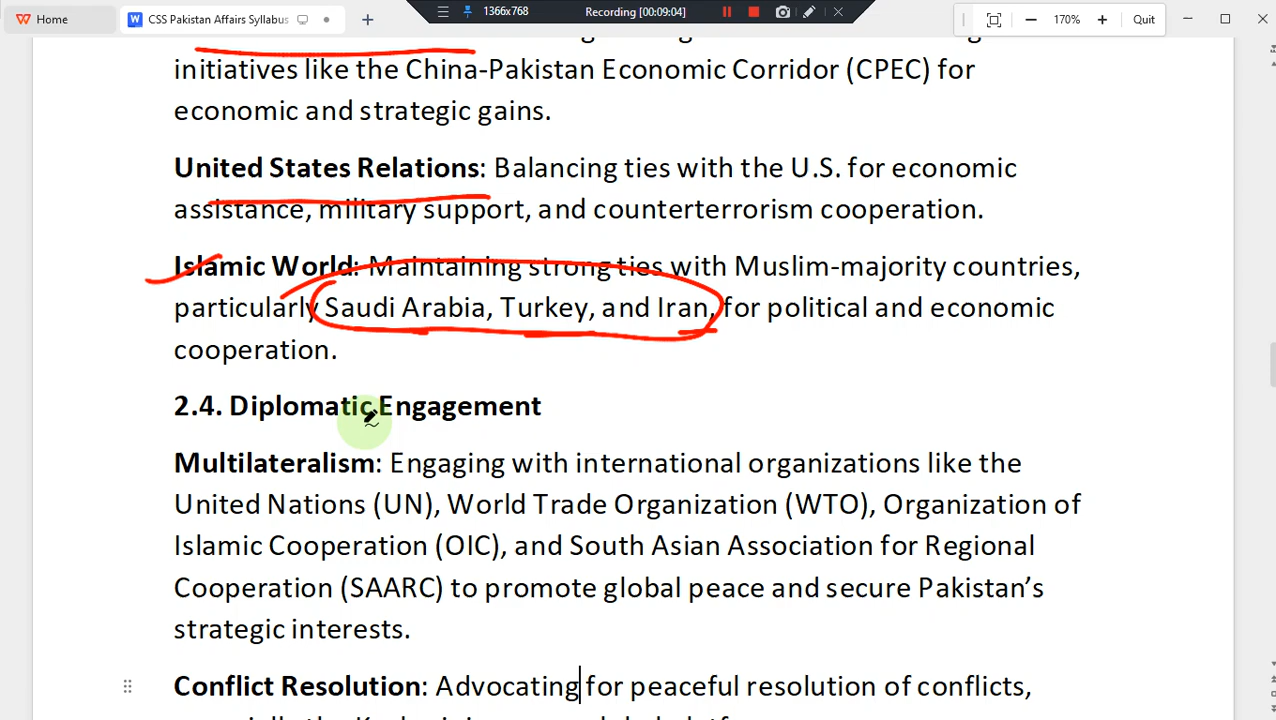 Home
CSS Pakistan Affairs Syllabus
1366x768
Recording [00:09:04]
170%
Quit
initiatives like the China-Pakistan Economic Corridor (CPEC) for
economic and strategic gains.
United States Relations: Balancing ties with the U.S. for economic
assistance, military support, and counterterrorism cooperation.
Islamic World: Maintaining strong ties with Muslim-majority countries,
particularly Saudi Arabia, Turkey, and Iran, for political and economic
cooperation.
2.4. Diplomatic Engagement
Multilateralism: Engaging with international organizations like the
United Nations (UN), World Trade Organization (WTO), Organization of
Islamic Cooperation (OIC), and South Asian Association for Regional
Cooperation (SAARC) to promote global peace and secure Pakistan’s
strategic interests.
Conflict Resolution: Advocating for peaceful resolution of conflicts,